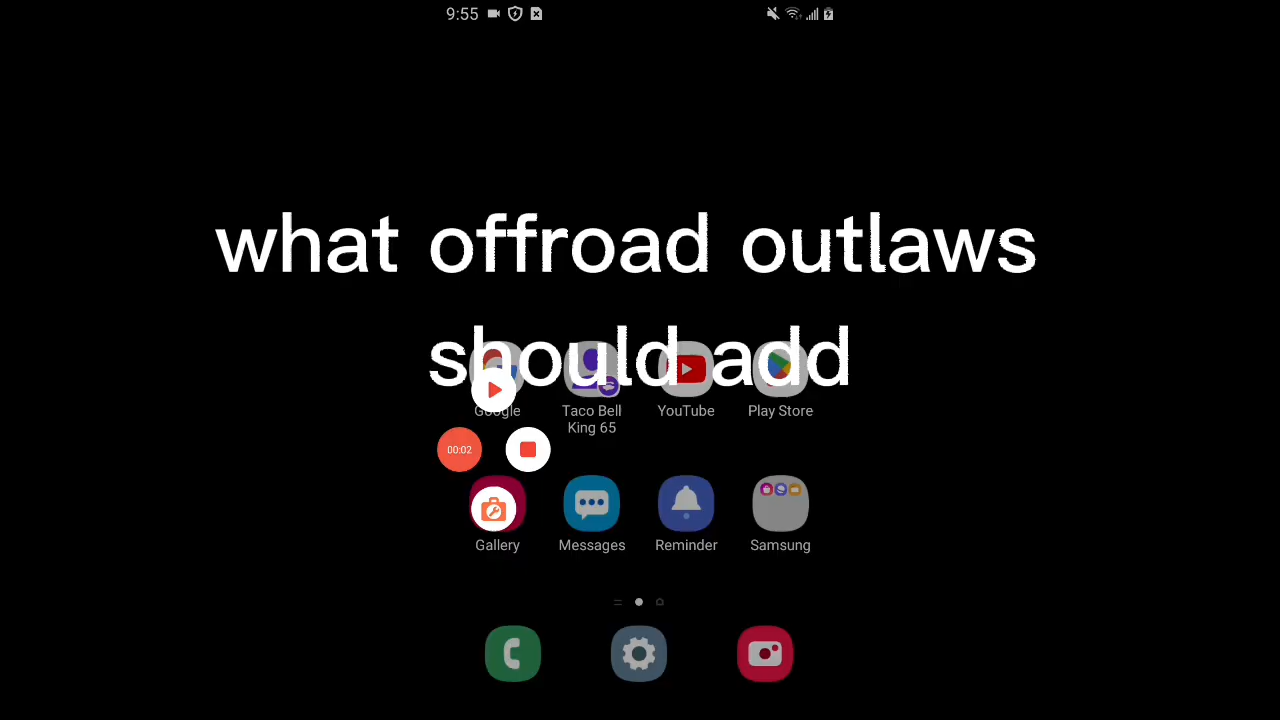 9:55
what offroad outlaws
should add
Google
Taco Bell
King 65
YouTube
Play Store
00:02
Gallery
Messages
Reminder
Samsung